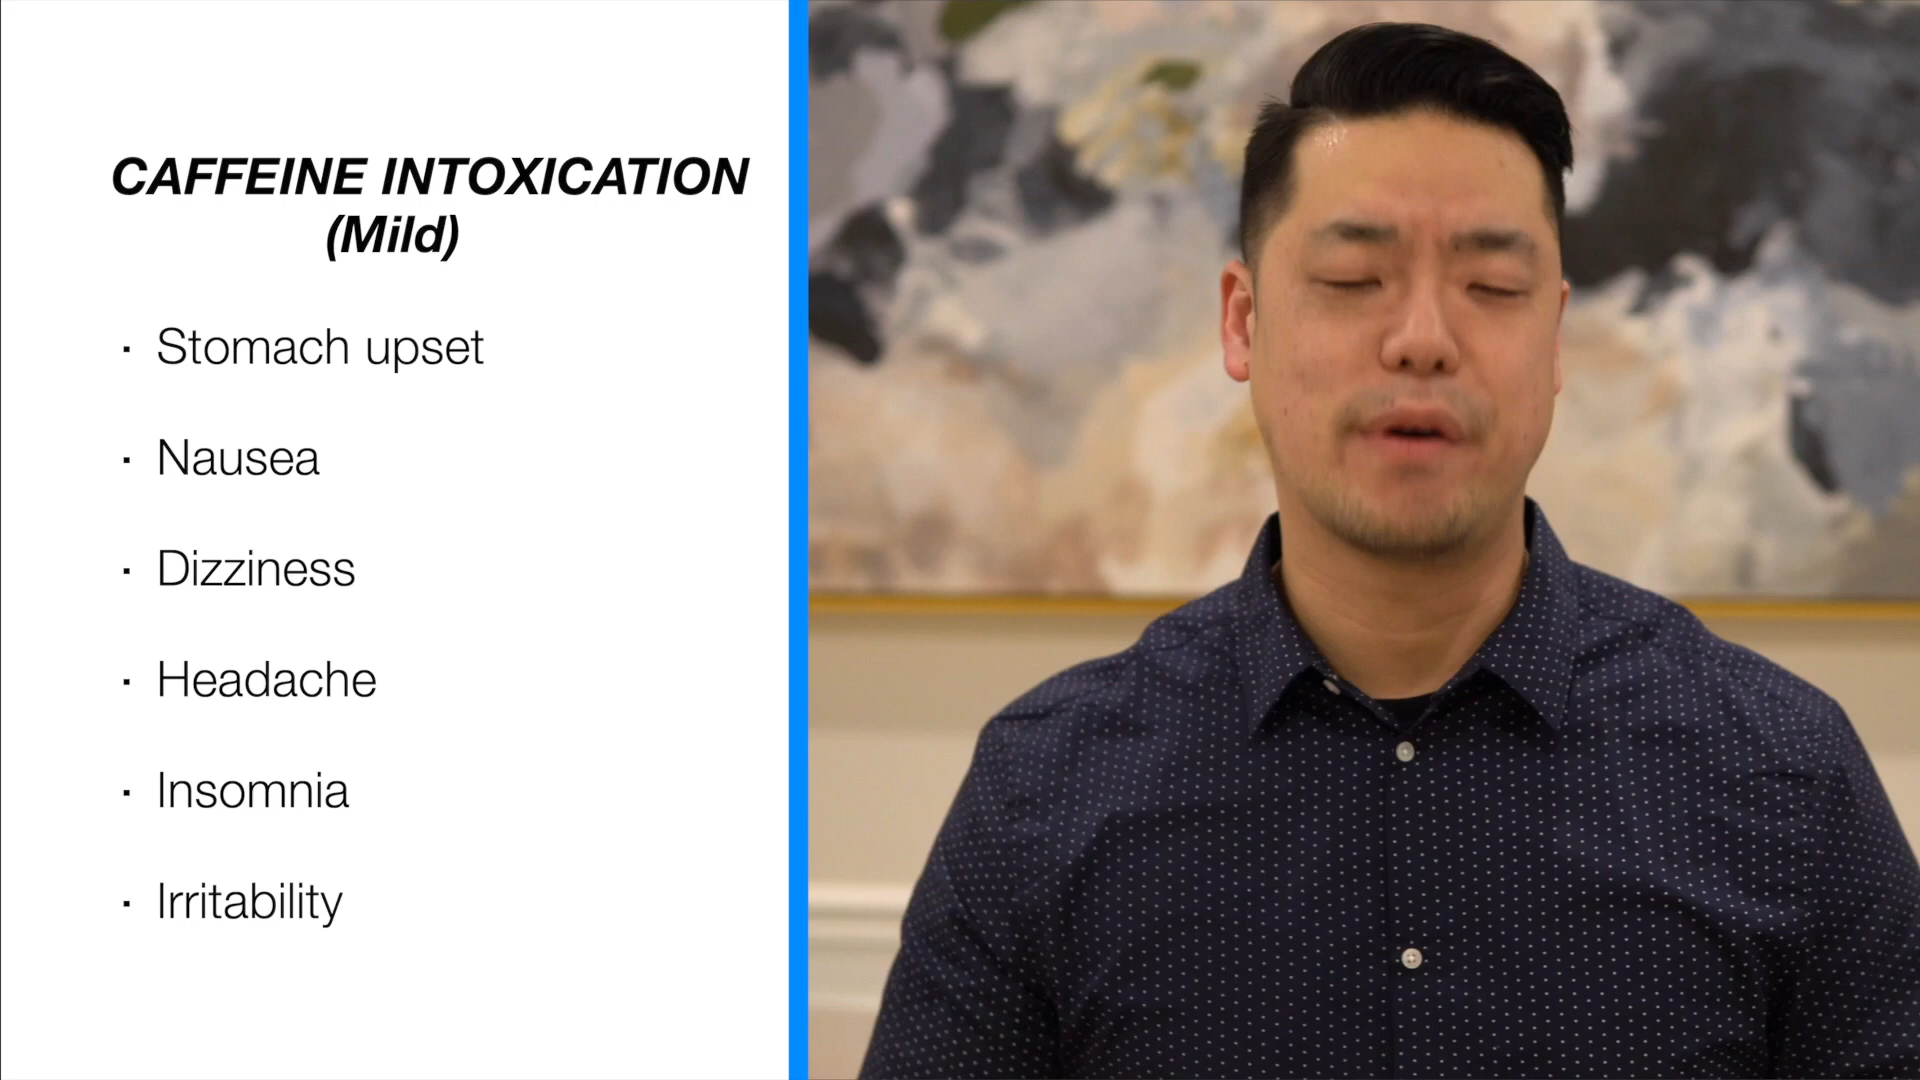 CAFFEINE INTOXICATION
(Mild)
· Stomach upset
· Nausea
· Dizziness
· Headache
· Insomnia
· Irritability